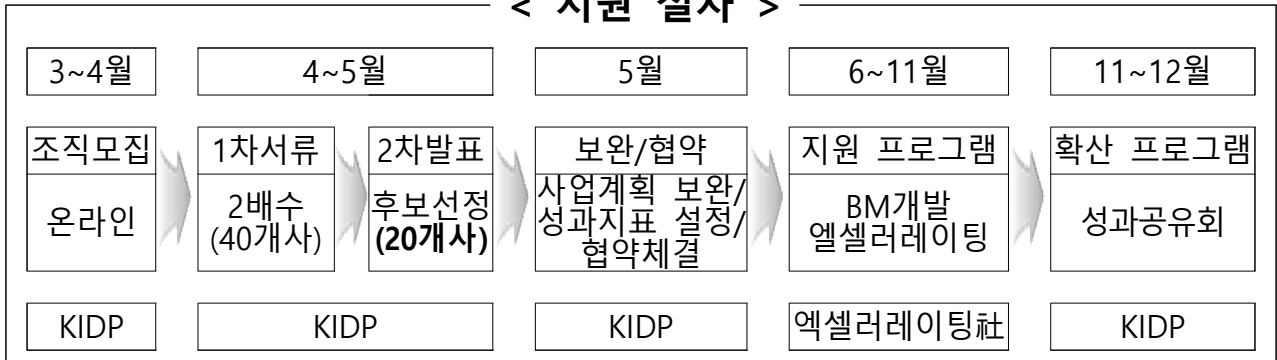 < 지원 절차 >
3~4월
4~5월
5월
6~11월
11~12월
조직모집
1차서류
2차발표
보완/협약
지원 프로그램
확산 프로그램
온라인
2배수
(40개사)
후보선정
(20개사)
사업계획 보완/
성과지표 설정/
협약체결
BM개발
엘셀러레이팅
성과공유회
KIDP
KIDP
KIDP
엑셀러레이팅社
KIDP